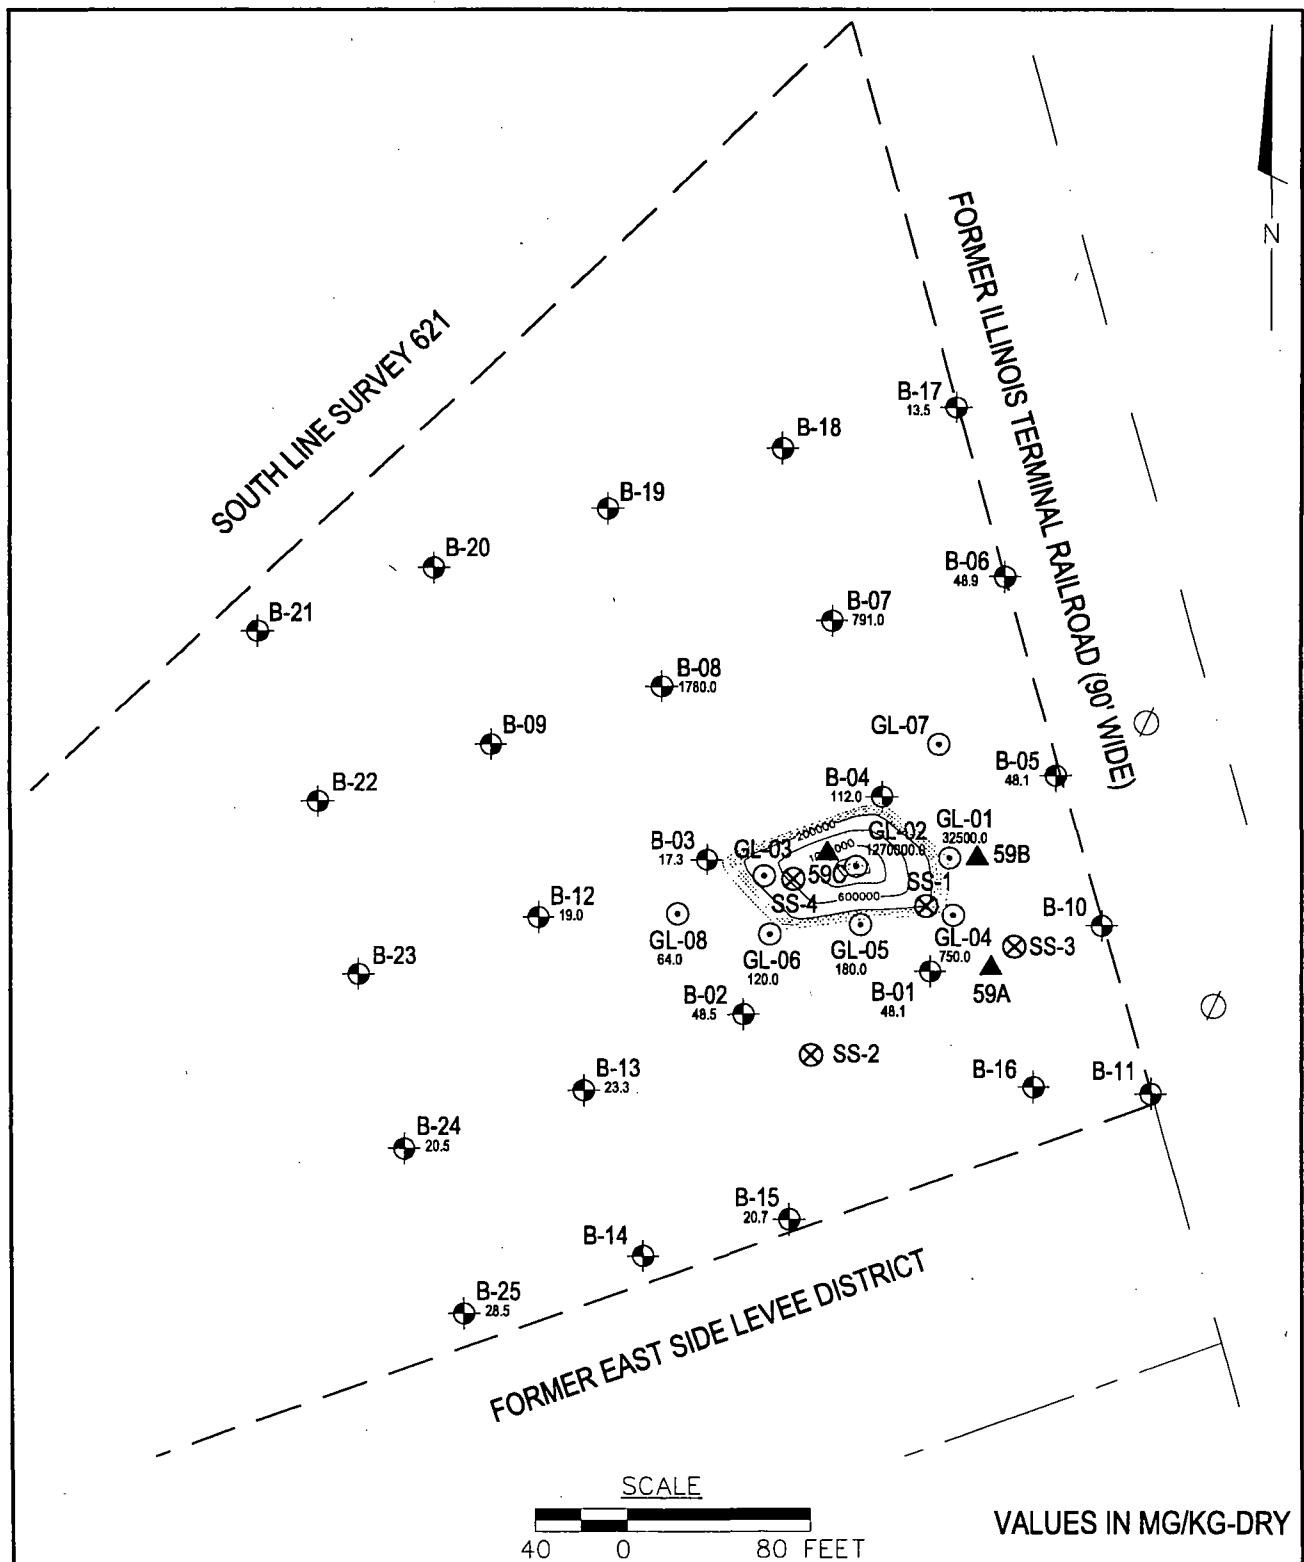 N
SOUTH LINE SURVEY 621
FORMER ILLINOIS TERMINAL RAILROAD (90' WIDE)
B-17
13.5
B-18
B-19
B-20
B-21
B-06
48.9
B-07
791.0
B-08
1780.0
B-09
B-22
GL-07
B-05
48.1
B-04
112.0
200000
GL-01
32500.0
59B
GL-02
1270000.0
B-03
17.3
GL-03
59C
SS-1
SS-4
600000
B-12
19.0
B-10
B-23
GL-08
64.0
GL-06
120.0
GL-05
180.0
GL-04
750.0
SS-3
B-01
48.1
59A
B-02
48.5
SS-2
B-13
23.3
B-16
B-11
B-24
20.5
B-15
20.7
B-14
B-25
28.5
FORMER EAST SIDE LEVEE DISTRICT
SCALE
40 0 80 FEET
VALUES IN MG/KG-DRY